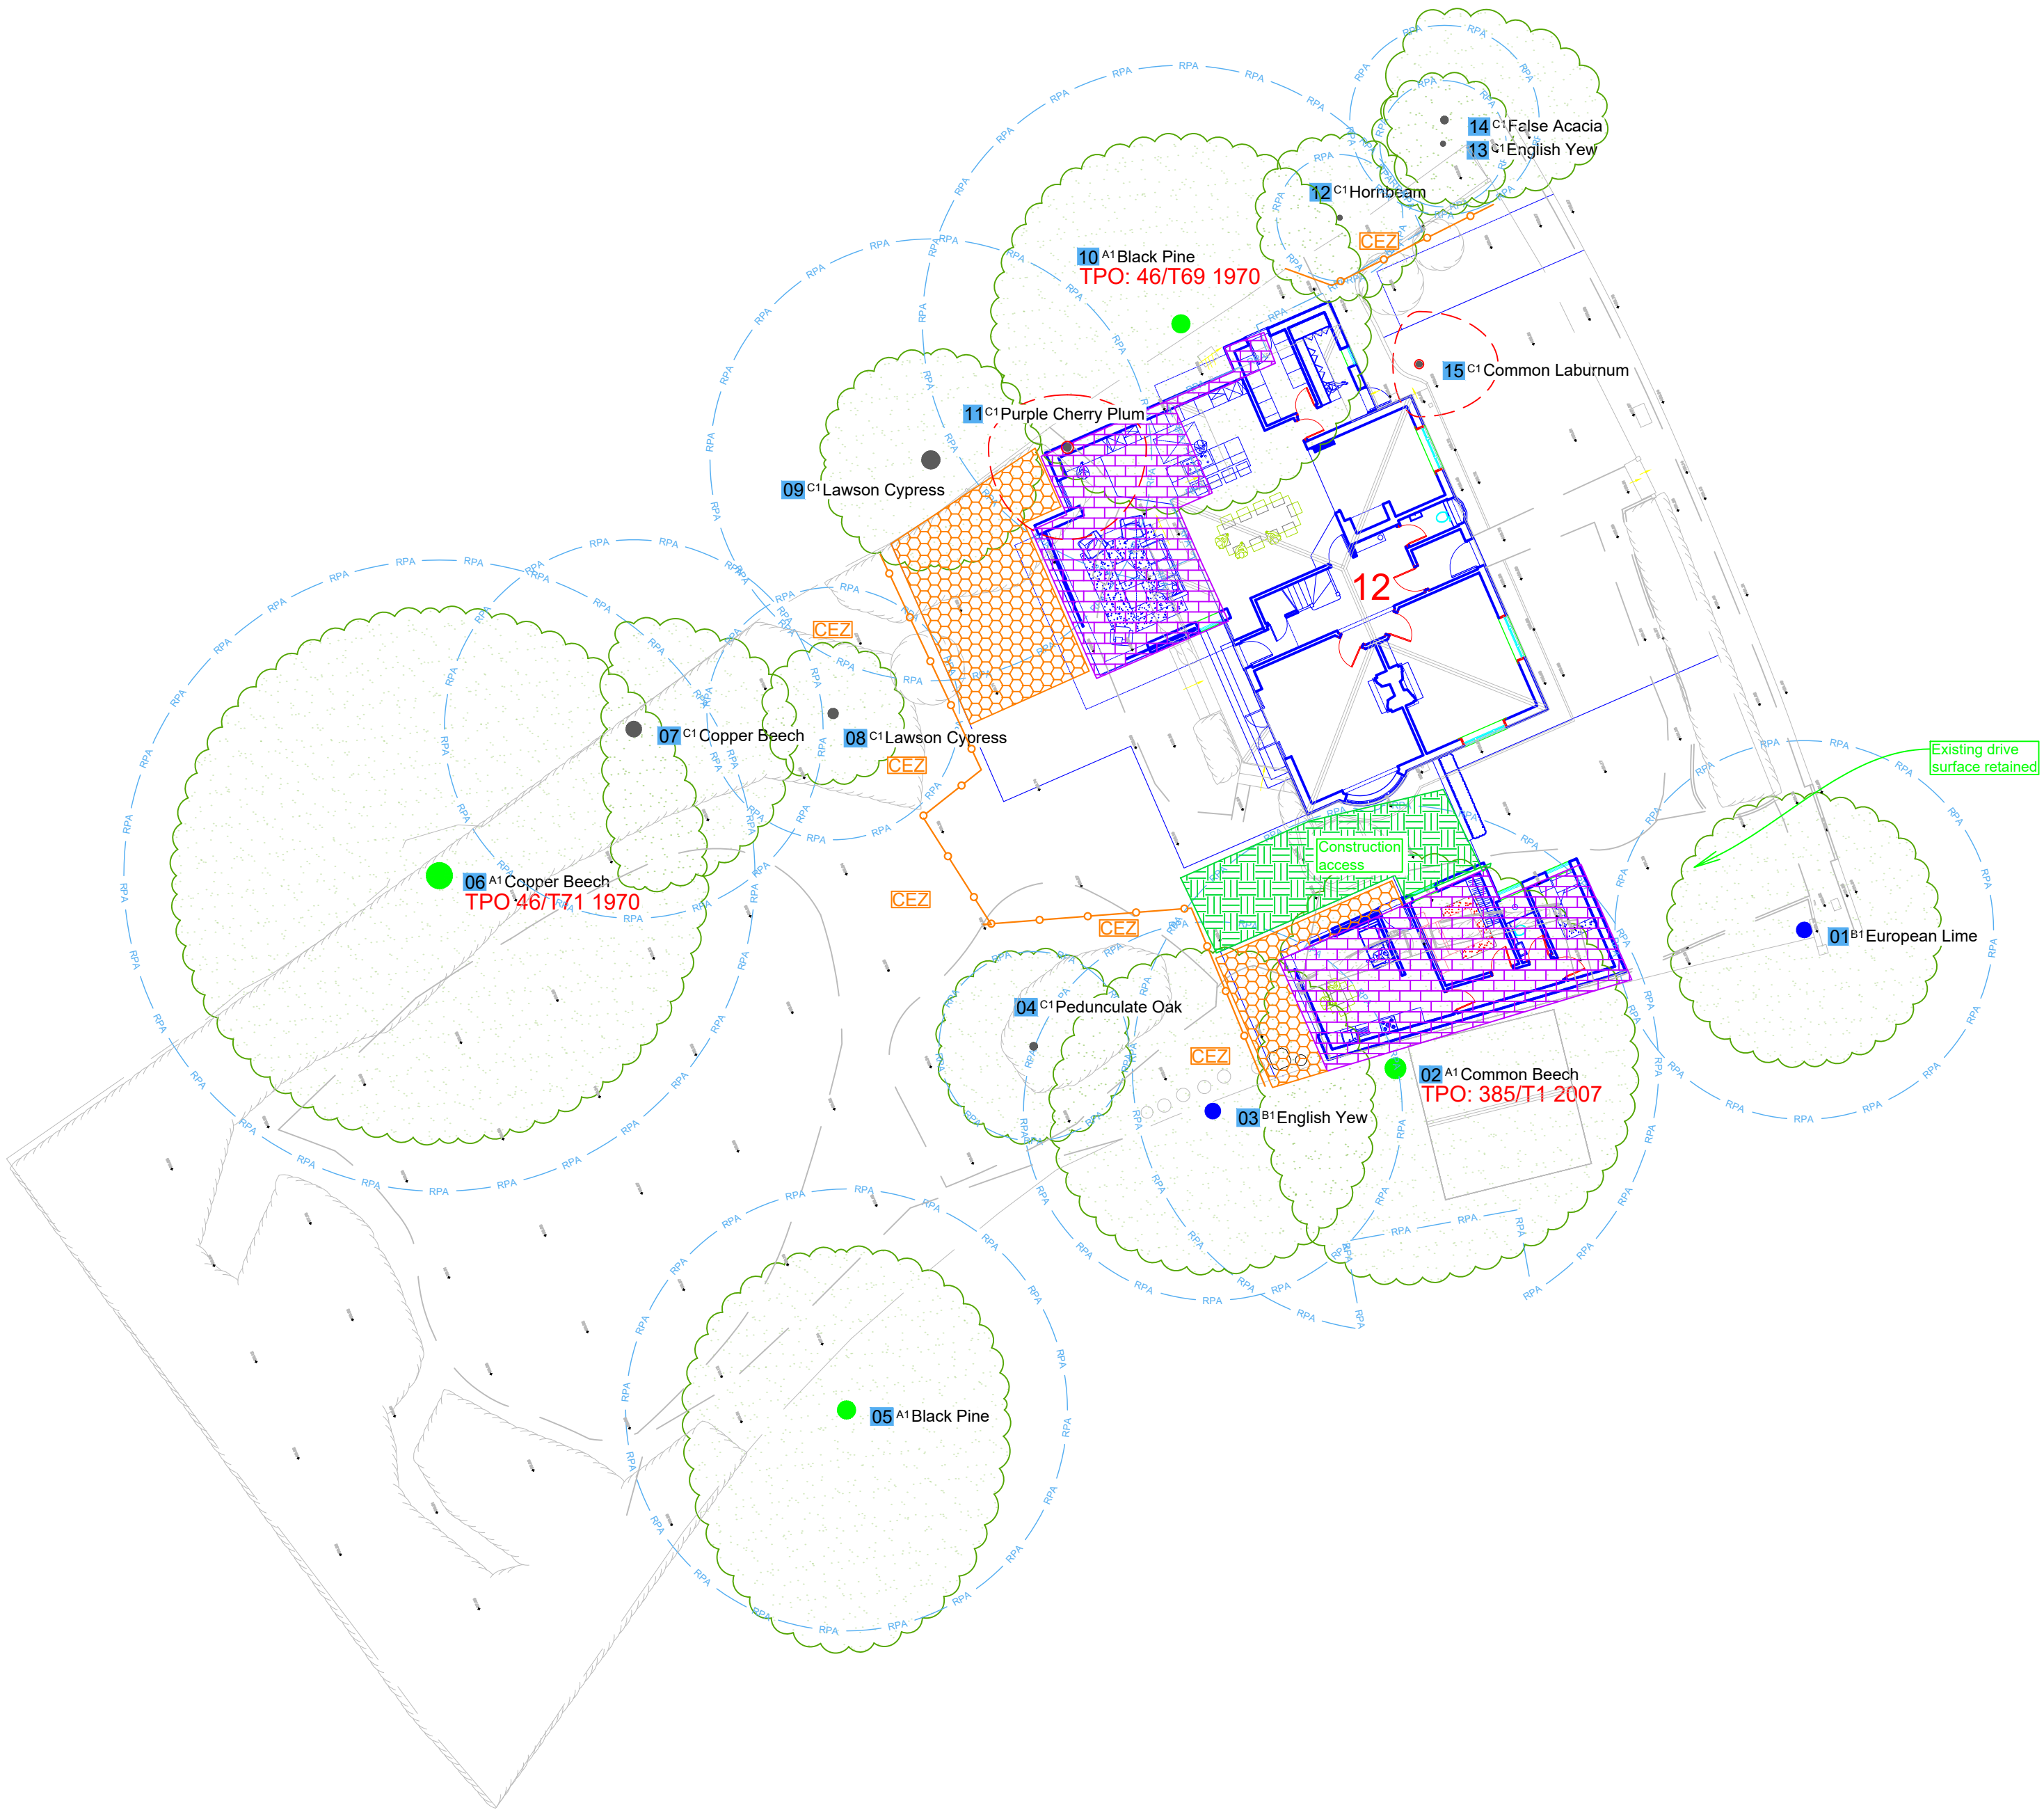 14 C1 False Acacia
13 C1 English Yew
12 C1 Hornbeam
CEZ
10 A1 Black Pine
TPO: 46/T69 1970
15 C1 Common Laburnum
11 C1 Purple Cherry Plum
09 C1 Lawson Cypress
12
CEZ
07 C1 Copper Beech
08 C1 Lawson Cypress
CEZ
Existing drive
surface retained
Construction
access
06 A1 Copper Beech
TPO 46/T71 1970
CEZ
CEZ
01 B1 European Lime
04 C1 Pedunculate Oak
CEZ
02 A1 Common Beech
TPO: 385/T1 2007
03 B1 English Yew
05 A1 Black Pine
RPA